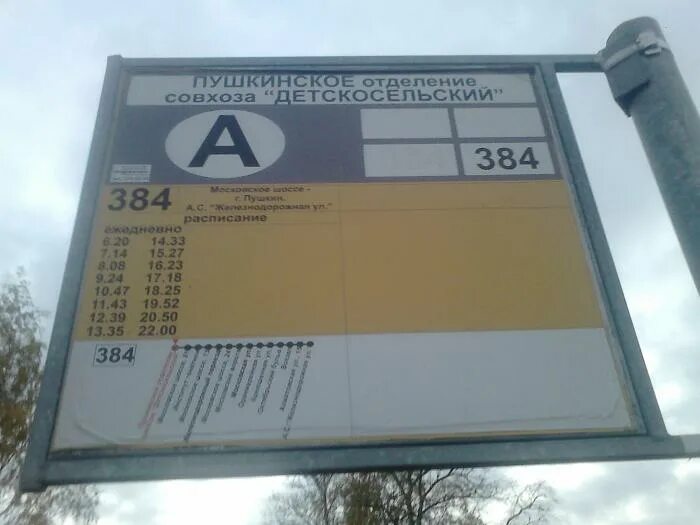 ПУШКИНСКОЕ отделение
совхоза "ДЕТСКОСЕЛЬСКИЙ"
А
384
384
Московское шоссе -
г. Пушкин.
А.С. "Железнодорожная ул."
расписание
ежедневно
6.20 14.33
7.14 15.27
8.08 16.23
9.24 17.18
10.47 18.25
11.43 19.52
12.39 20.50
13.35 22.00
384